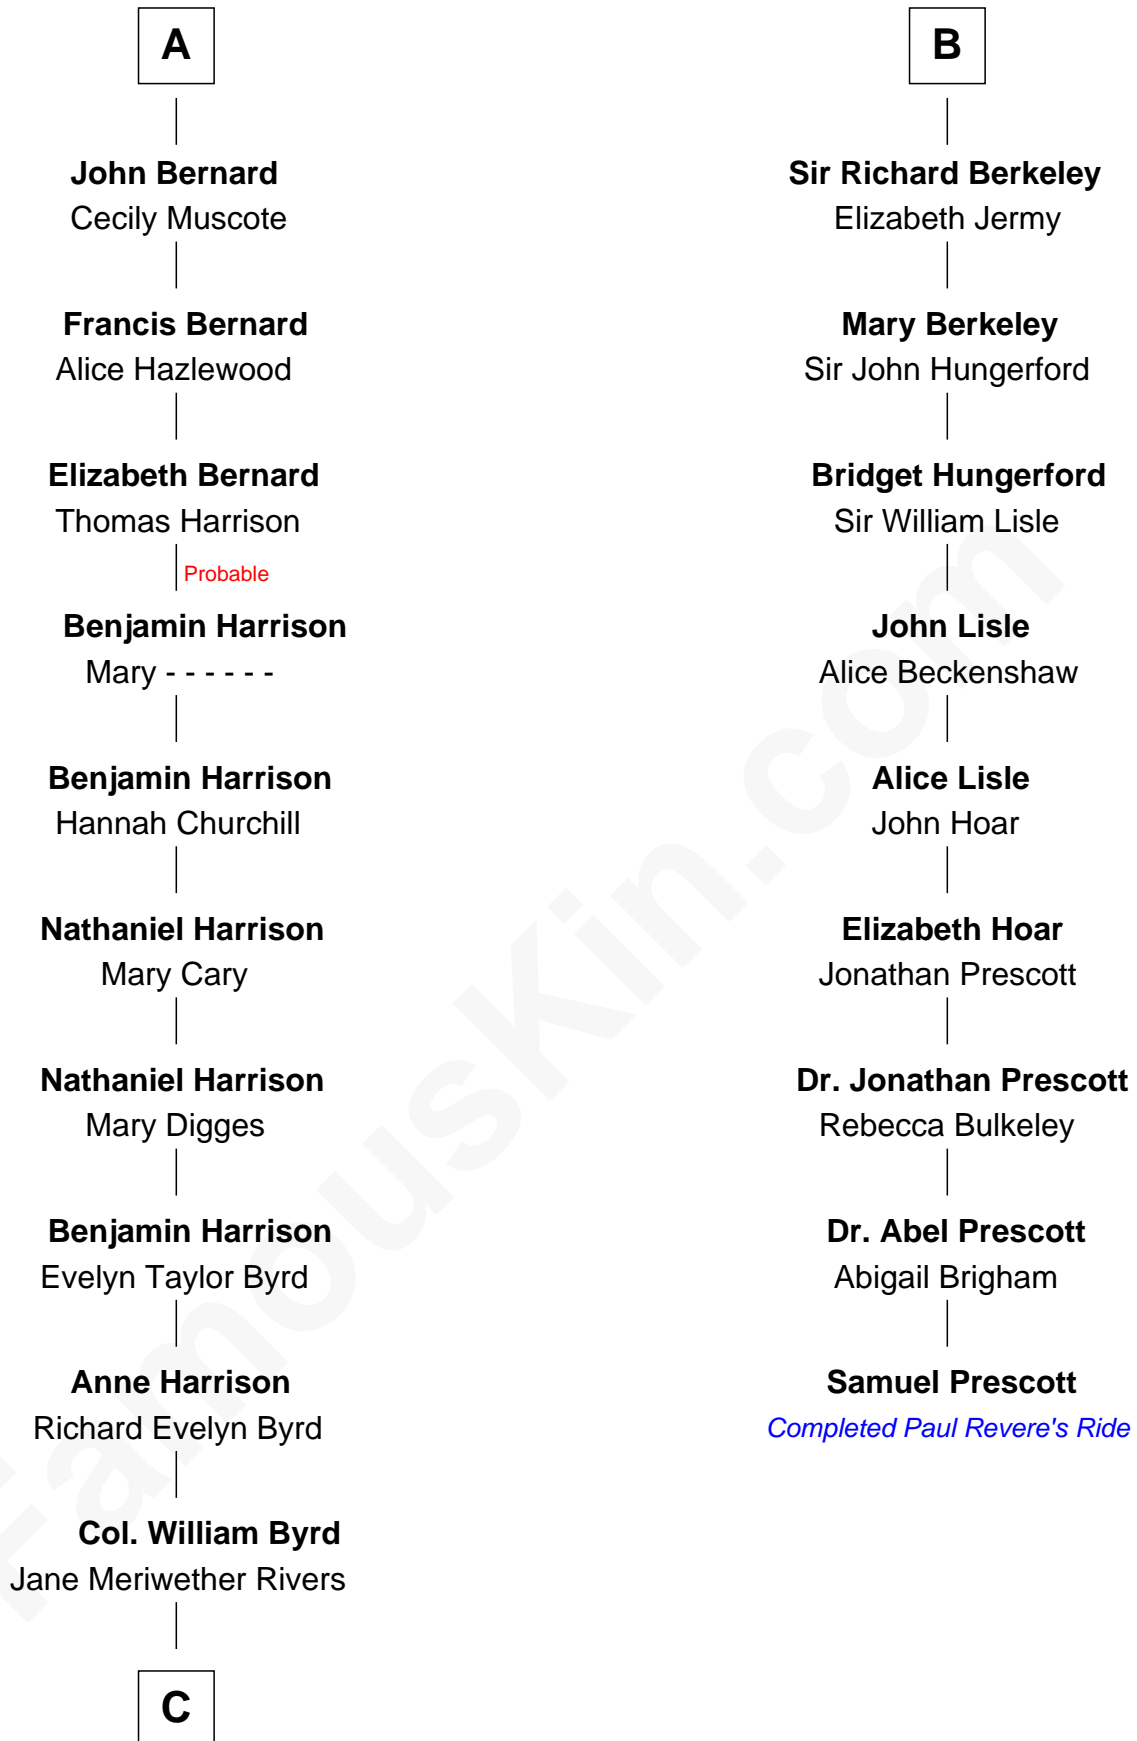 A
John Bernard
Cecily Muscote
Francis Bernard
Alice Hazlewood
Elizabeth Bernard
Thomas Harrison
Probable
Benjamin Harrison
Mary - - - - - -
Benjamin Harrison
Hannah Churchill
Nathaniel Harrison
Mary Cary
Nathaniel Harrison
Mary Digges
Benjamin Harrison
Evelyn Taylor Byrd
Anne Harrison
Richard Evelyn Byrd
Col. William Byrd
Jane Meriwether Rivers
C
B
Sir Richard Berkeley
Elizabeth Jermy
Mary Berkeley
Sir John Hungerford
Bridget Hungerford
Sir William Lisle
John Lisle
Alice Beckenshaw
Alice Lisle
John Hoar
Elizabeth Hoar
Jonathan Prescott
Dr. Jonathan Prescott
Rebecca Bulkeley
Dr. Abel Prescott
Abigail Brigham
Samuel Prescott
Completed Paul Revere's Ride
FamousKin.com